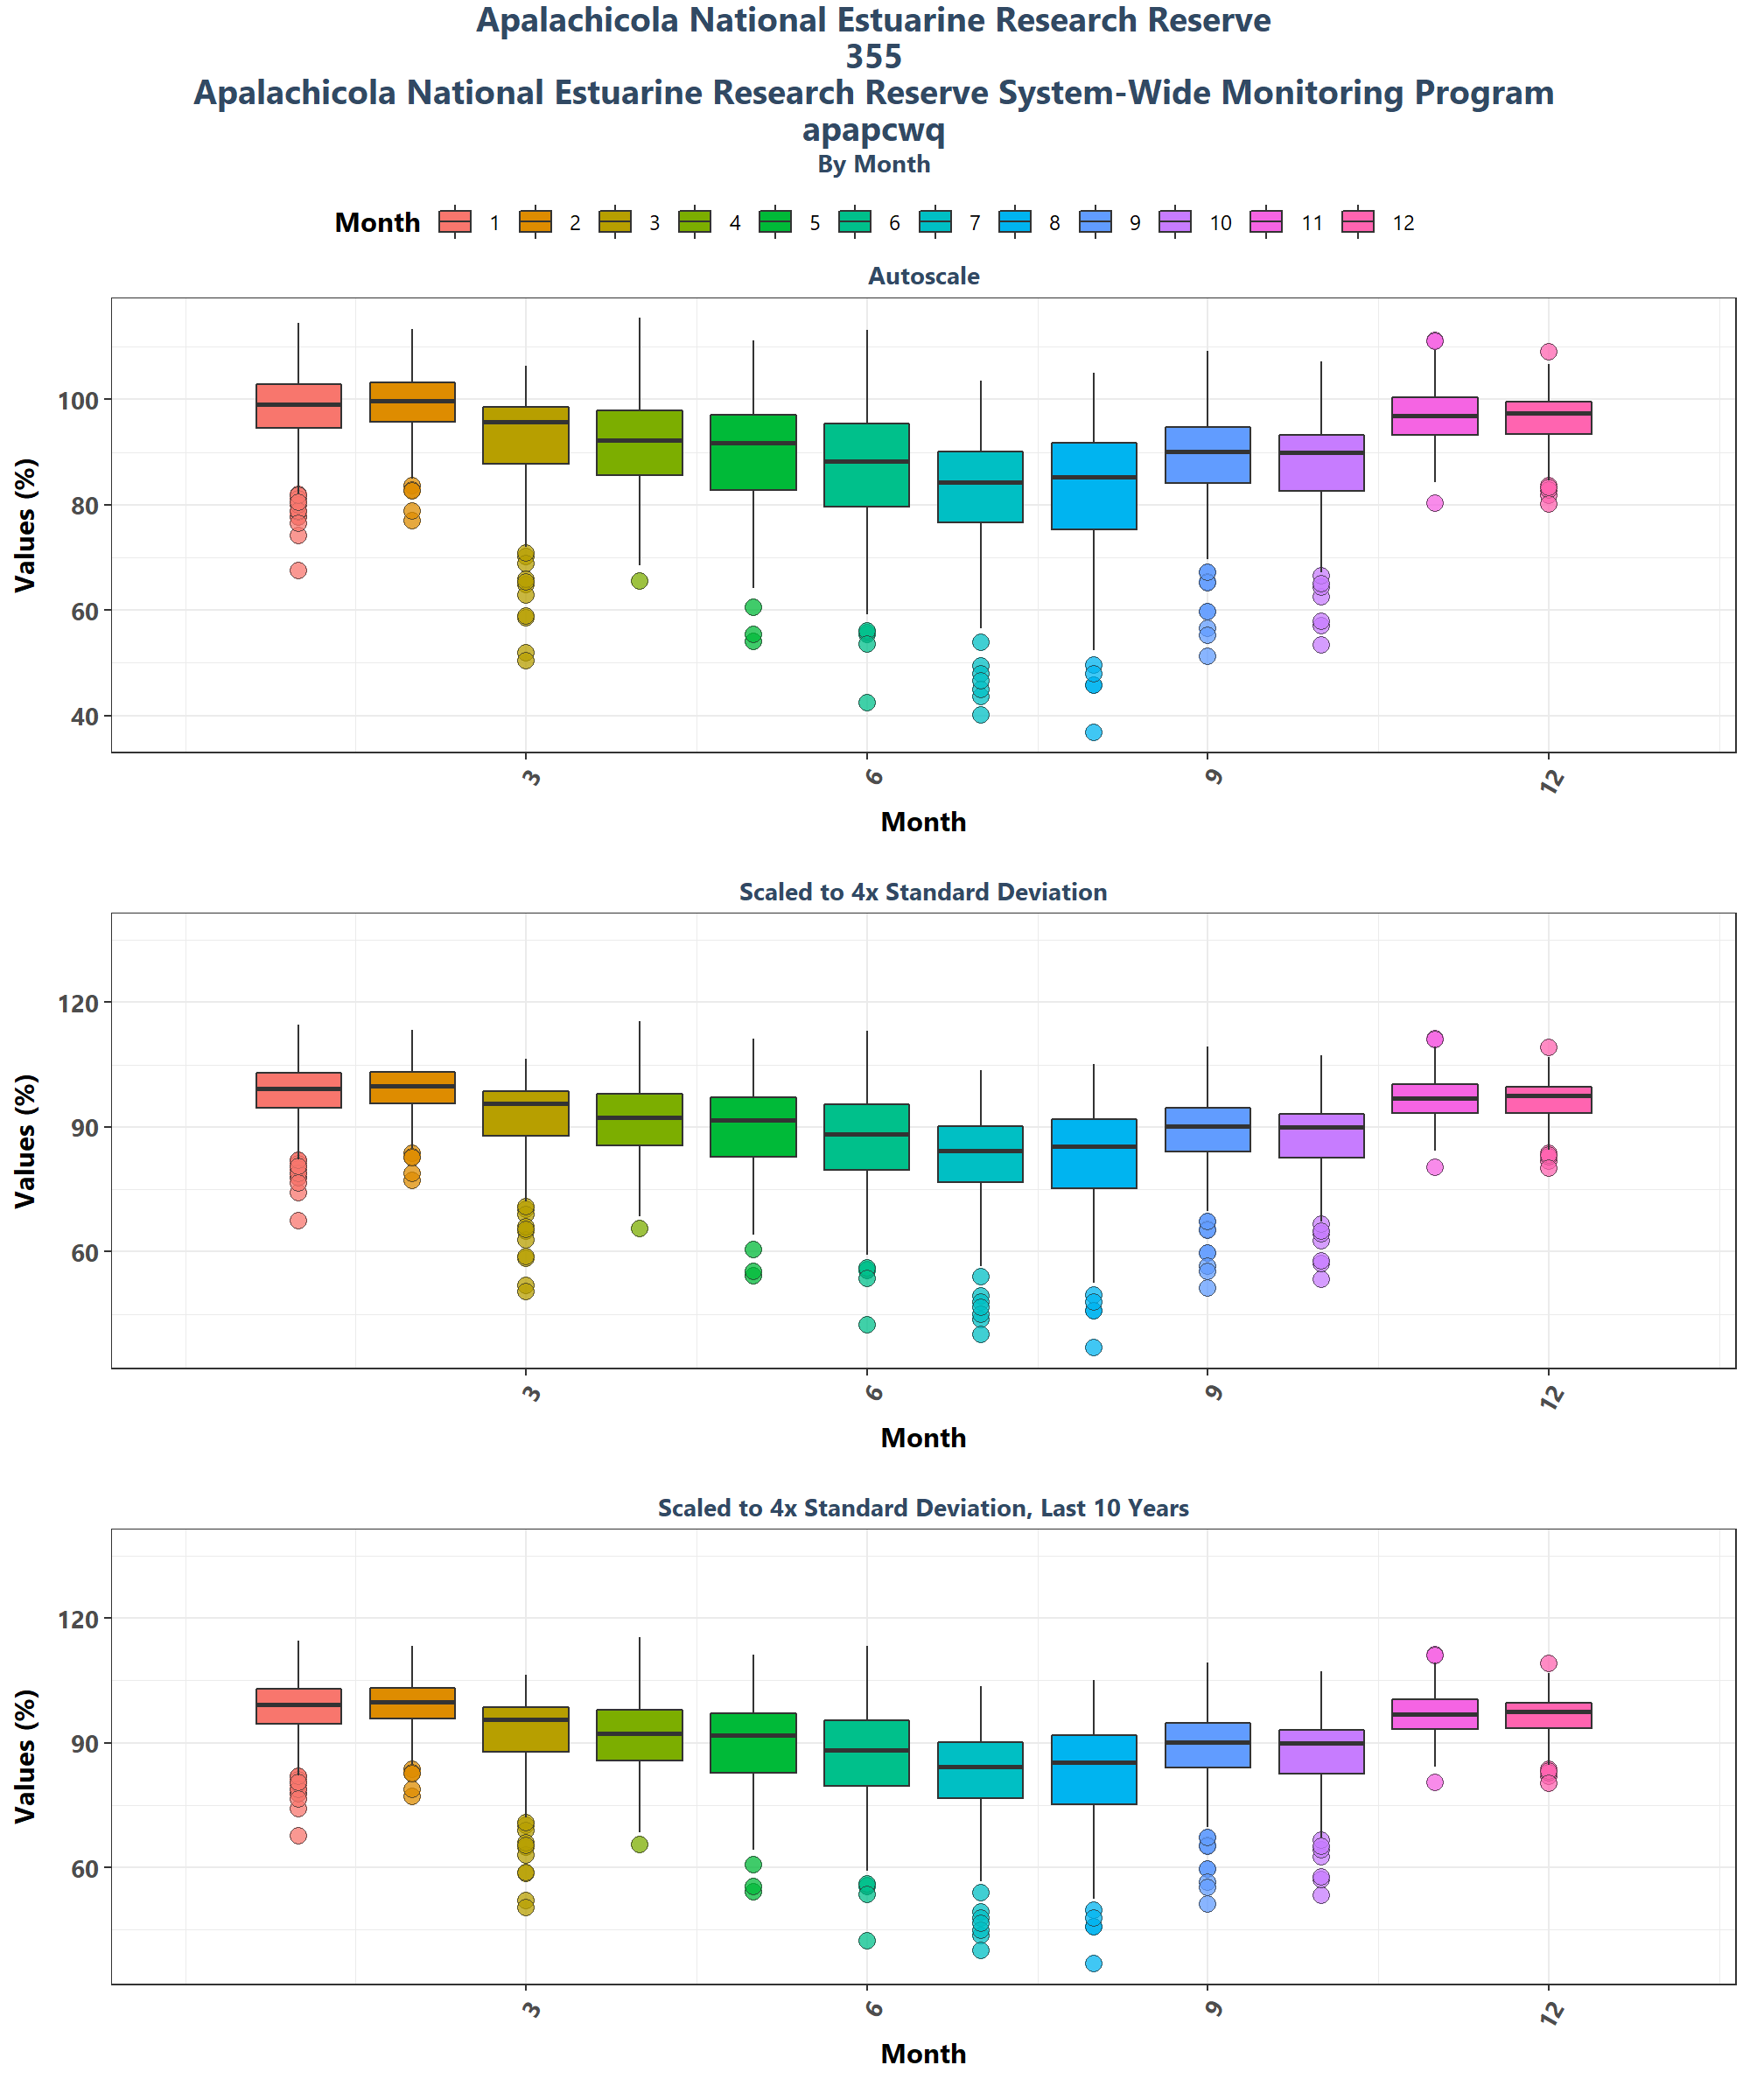 Apalachicola National Estuarine Research Reserve
355
Apalachicola National Estuarine Research Reserve System-Wide Monitoring Program
apapcwq
By Month
Month 1 2 3 4 5 6 7 8 9 10 11 12
Autoscale
Values (%)
100
80
60
40
3 6 9 12
Month
Scaled to 4x Standard Deviation
Values (%)
120
90
60
3 6 9 12
Month
Scaled to 4x Standard Deviation, Last 10 Years
Values (%)
120
90
60
3 6 9 12
Month